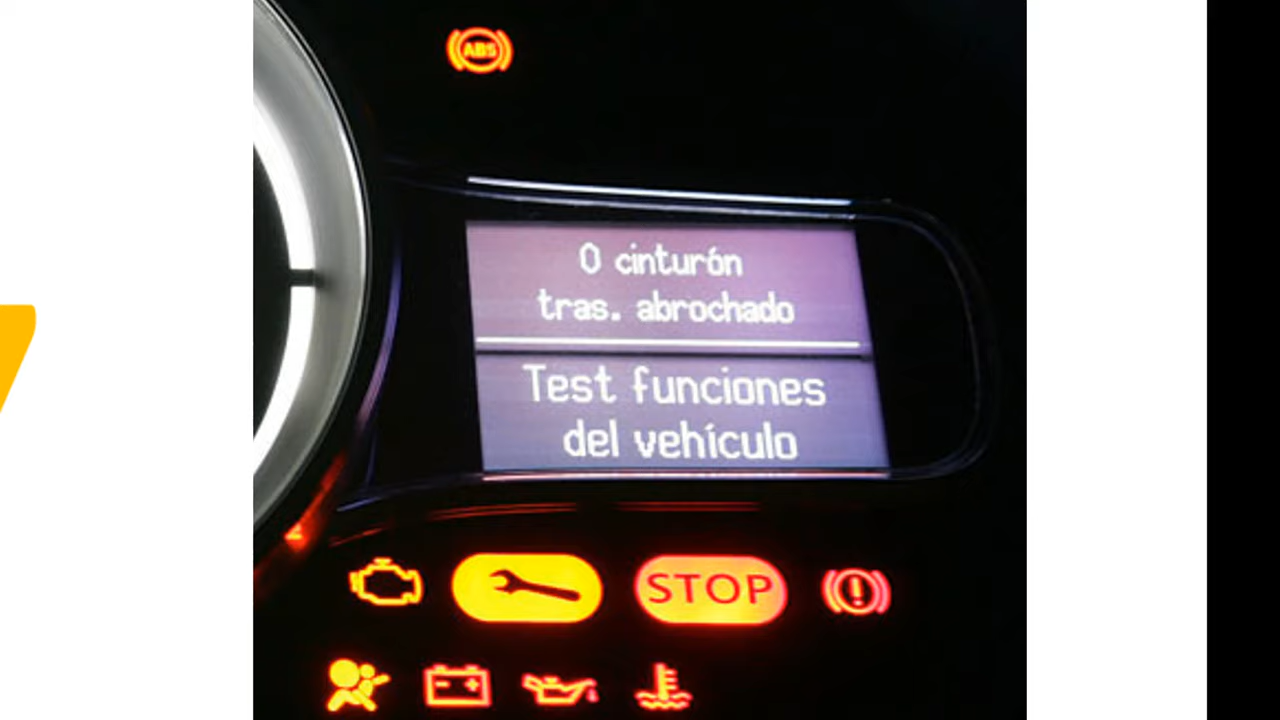 ABS
0 cinturón
tras. abrochado
Test funciones
del vehículo
STOP